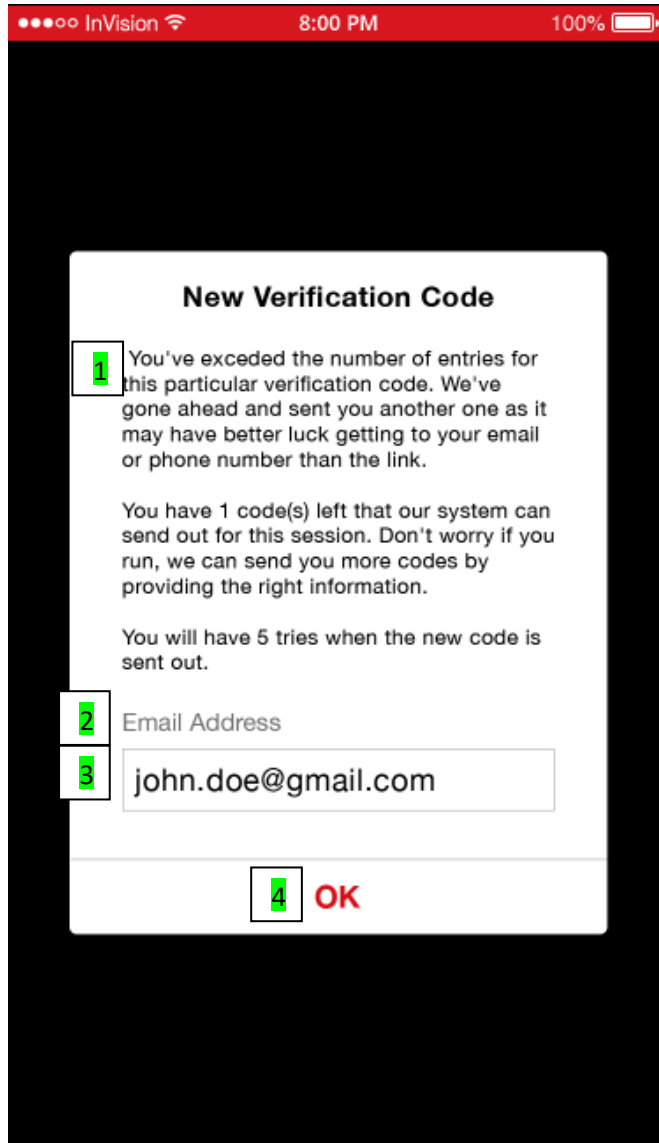 InVision 8:00 PM 100%
New Verification Code
1
You've exceded the number of entries for
this particular verification code. We've
gone ahead and sent you another one as it
may have better luck getting to your email
or phone number than the link.
You have 1 code(s) left that our system can
send out for this session. Don't worry if you
run, we can send you more codes by
providing the right information.
You will have 5 tries when the new code is
sent out.
2 Email Address
3 john.doe@gmail.com
4 OK